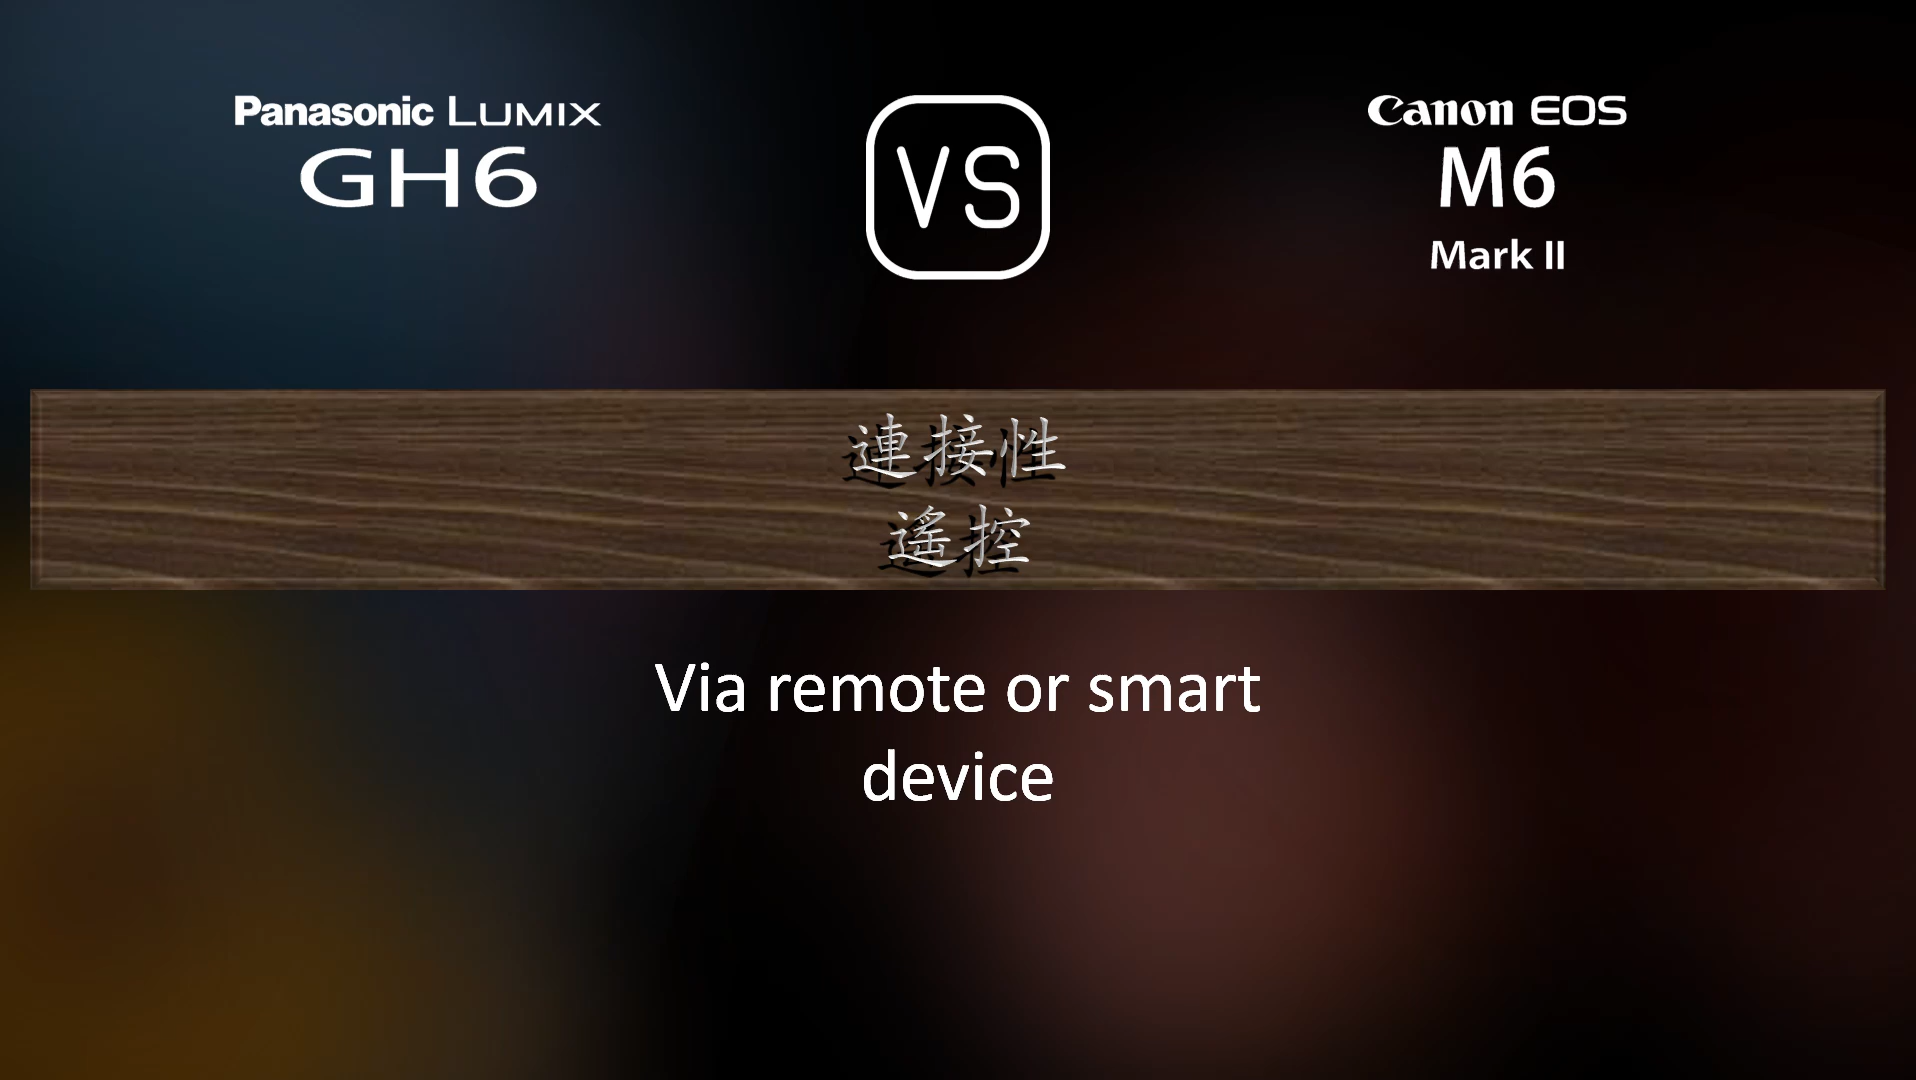 Panasonic LUMIX
GH6
VS
Canon EOS
M6
Mark II
連接性
遙控
Via remote or smart
device